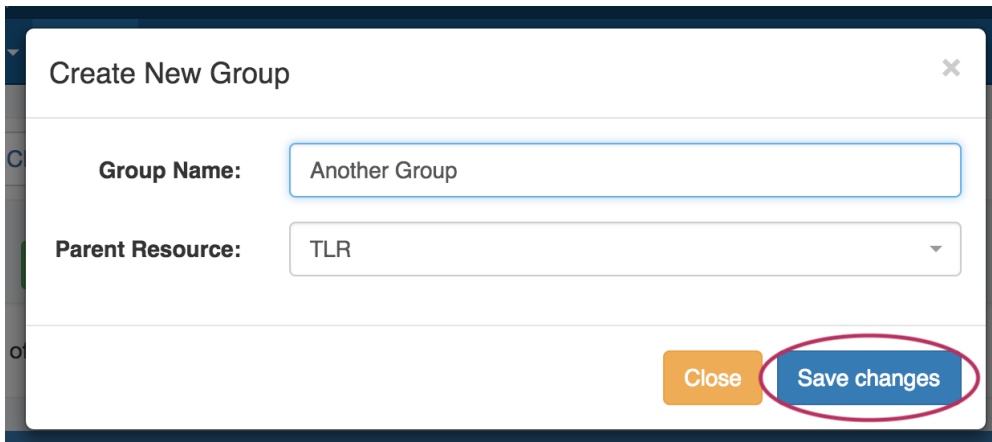 Create New Group ×
Group Name: Another Group
Parent Resource: TLR
Close Save changes